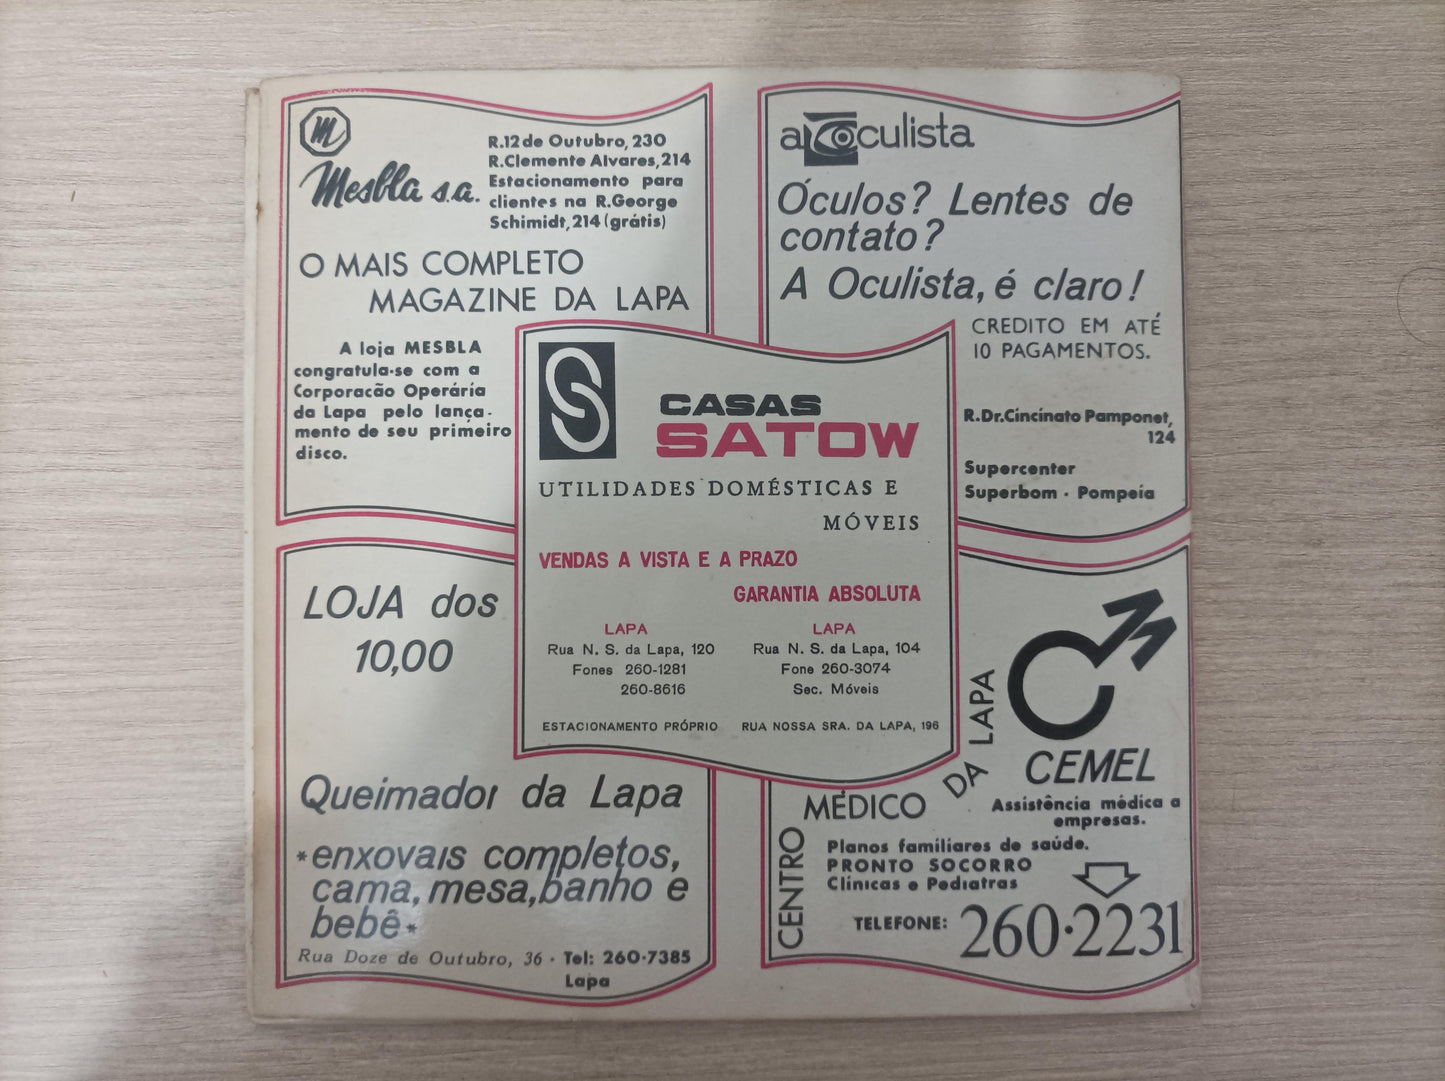 M
Mesbla s.a.
R.12 de Outubro, 230
R.Clemente Alvares, 214
Estacionamento para
clientes na R.George
Schimidt, 214 (grátis)
O MAIS COMPLETO
MAGAZINE DA LAPA
A loja MESBLA
congratula-se com a
Corporacão Operária
da Lapa pelo lança-
mento de seu primeiro
disco.
a oculista
Óculos? Lentes de
contato?
A Oculista, é claro!
CREDITO EM ATÉ
10 PAGAMENTOS.
R.Dr.Cincinato Pamponet,
124
Supercenter
Superbom · Pompeia
CASAS
SATOW
UTILIDADES DOMÉSTICAS E
MÓVEIS
VENDAS A VISTA E A PRAZO
GARANTIA ABSOLUTA
LAPA
Rua N. S. da Lapa, 120
Fones 260-1281
260-8616
LAPA
Rua N. S. da Lapa, 104
Fone 260-3074
Sec. Móveis
ESTACIONAMENTO PRÓPRIO RUA NOSSA SRA. DA LAPA, 196
LOJA dos
10,00
Queimador da Lapa
*enxovais completos,
cama, mesa, banho e
bebê*
Rua Doze de Outubro, 36 · Tel: 260·7385
Lapa
CENTRO MÉDICO DA LAPA
CEMEL
Assistência médica a
empresas.
Planos famíliares de saúde.
PRONTO SOCORRO
Clínicas e Pediatras
TELEFONE: 260·2231